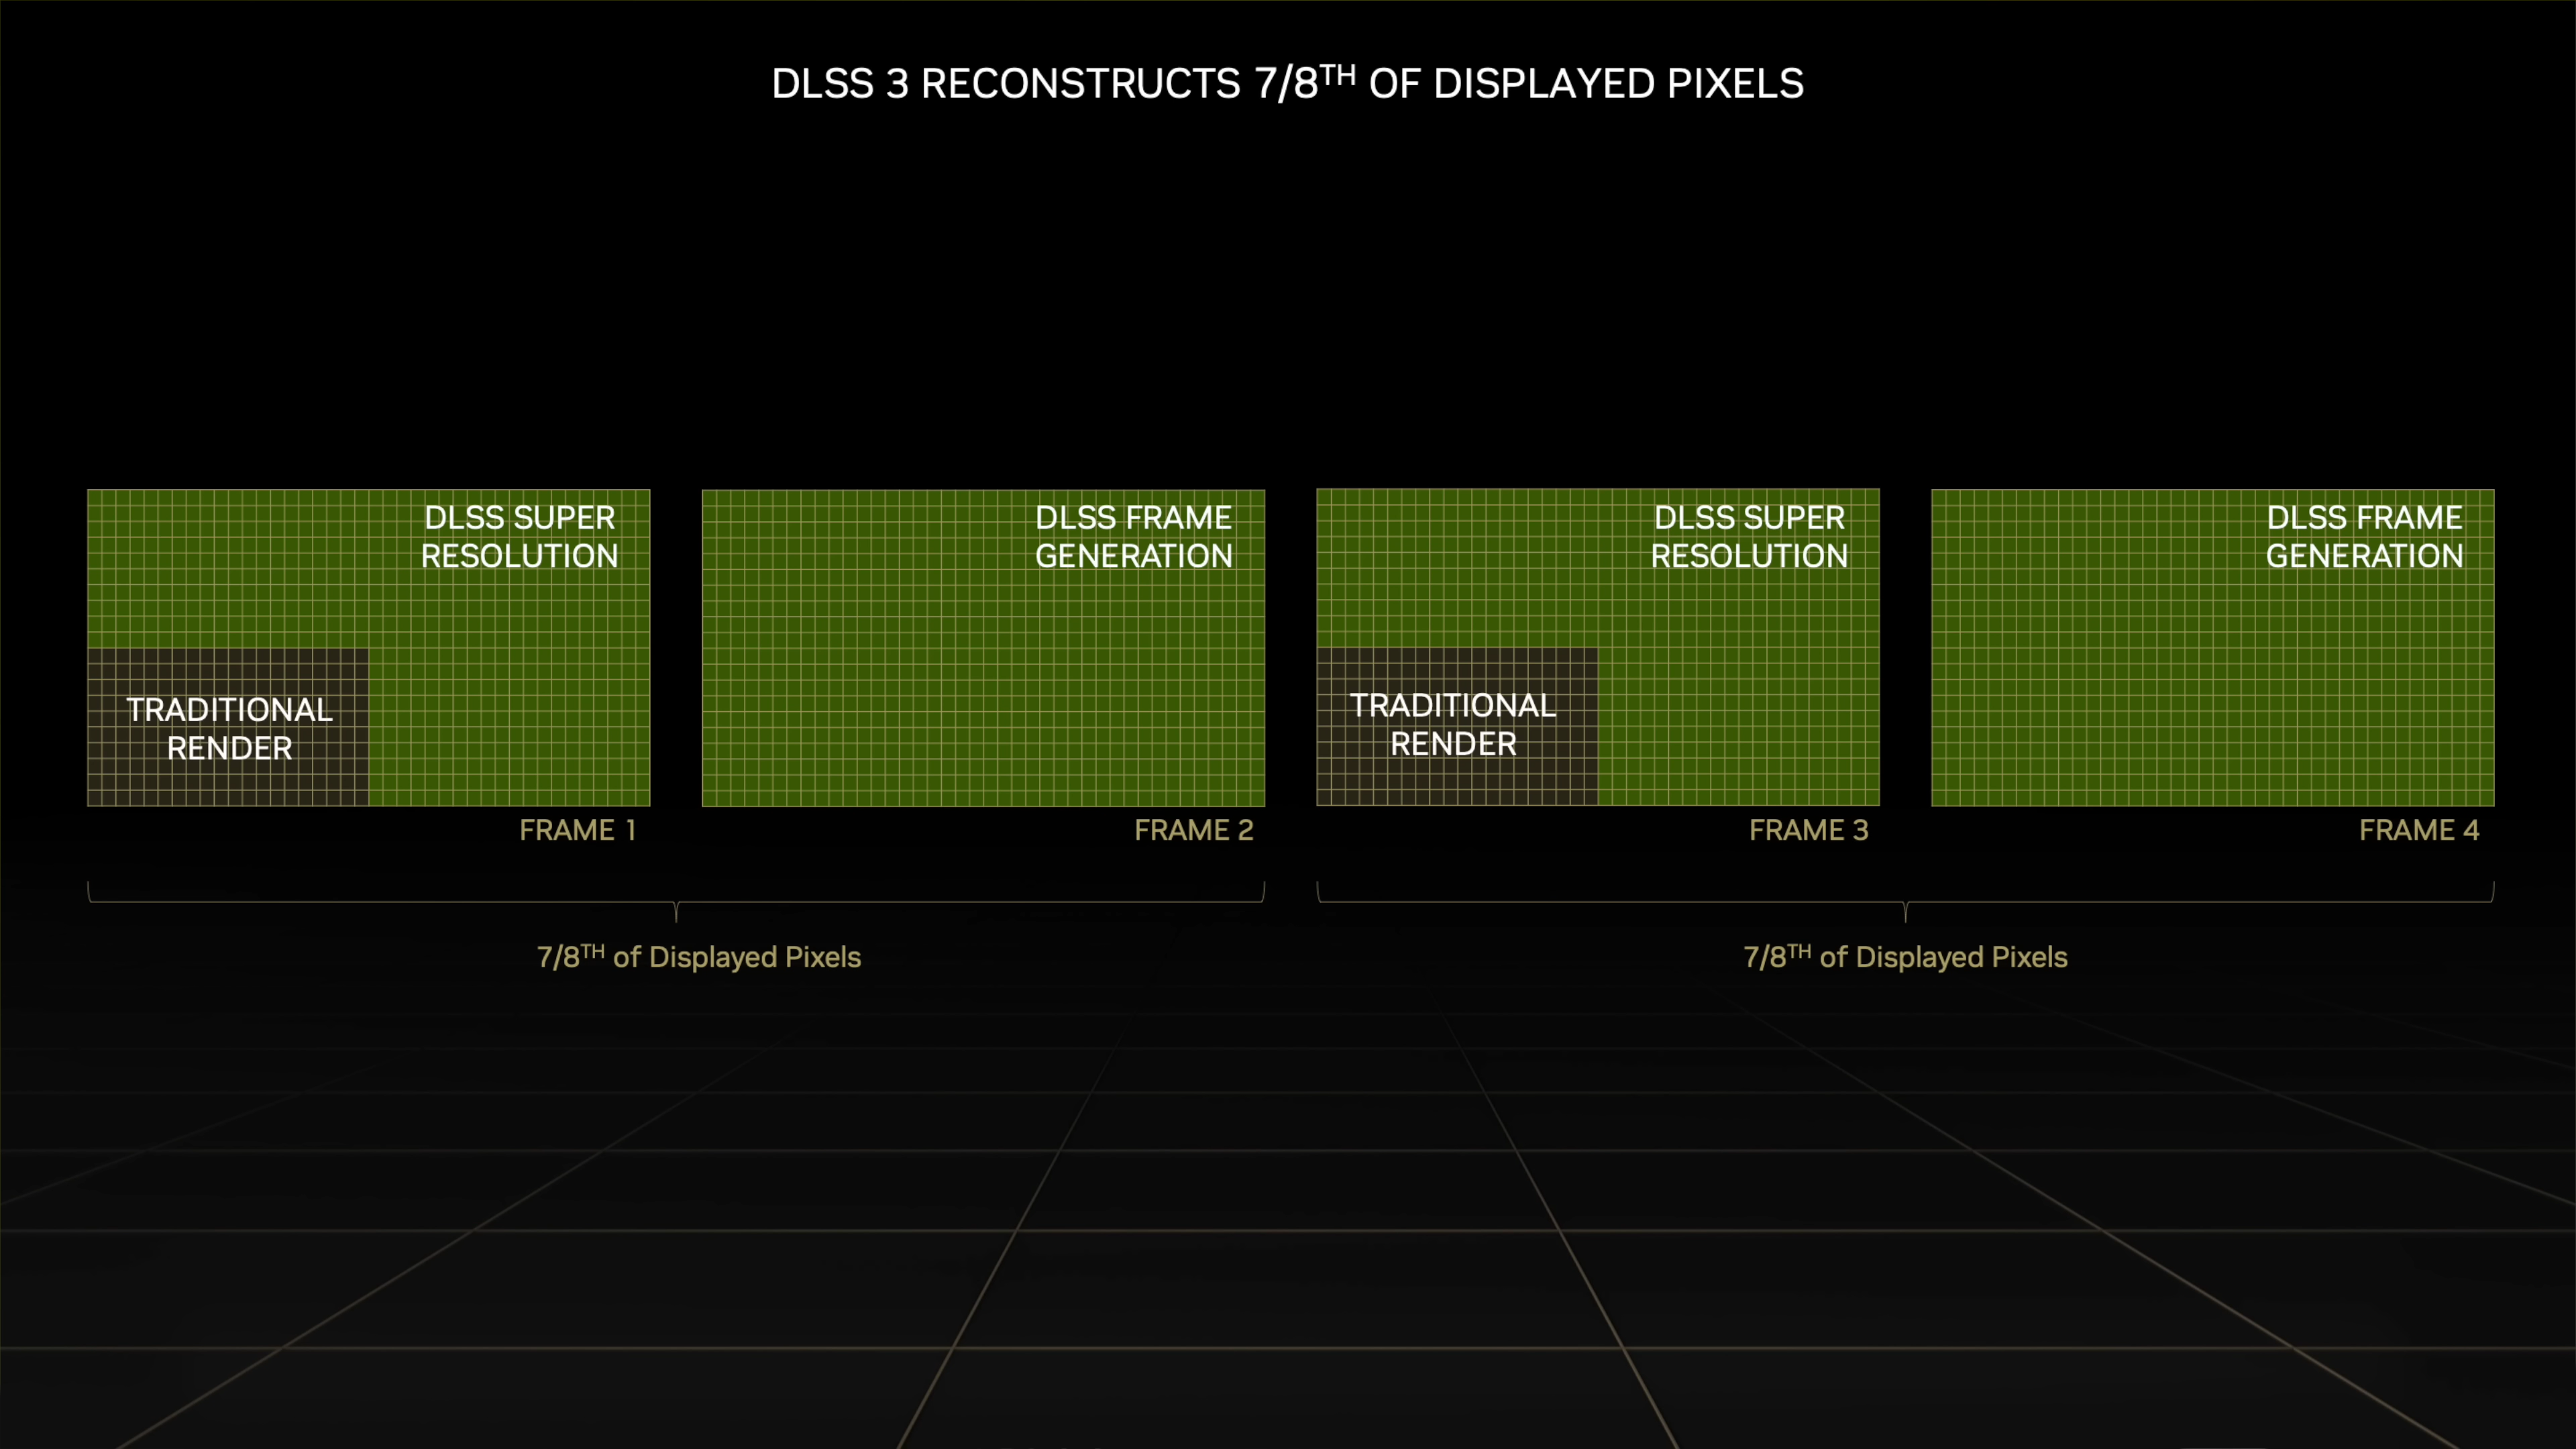 DLSS 3 RECONSTRUCTS 7/8TH OF DISPLAYED PIXELS
DLSS SUPER
RESOLUTION
TRADITIONAL
RENDER
FRAME 1
DLSS FRAME
GENERATION
FRAME 2
DLSS SUPER
RESOLUTION
TRADITIONAL
RENDER
FRAME 3
DLSS FRAME
GENERATION
FRAME 4
7/8TH of Displayed Pixels
7/8TH of Displayed Pixels